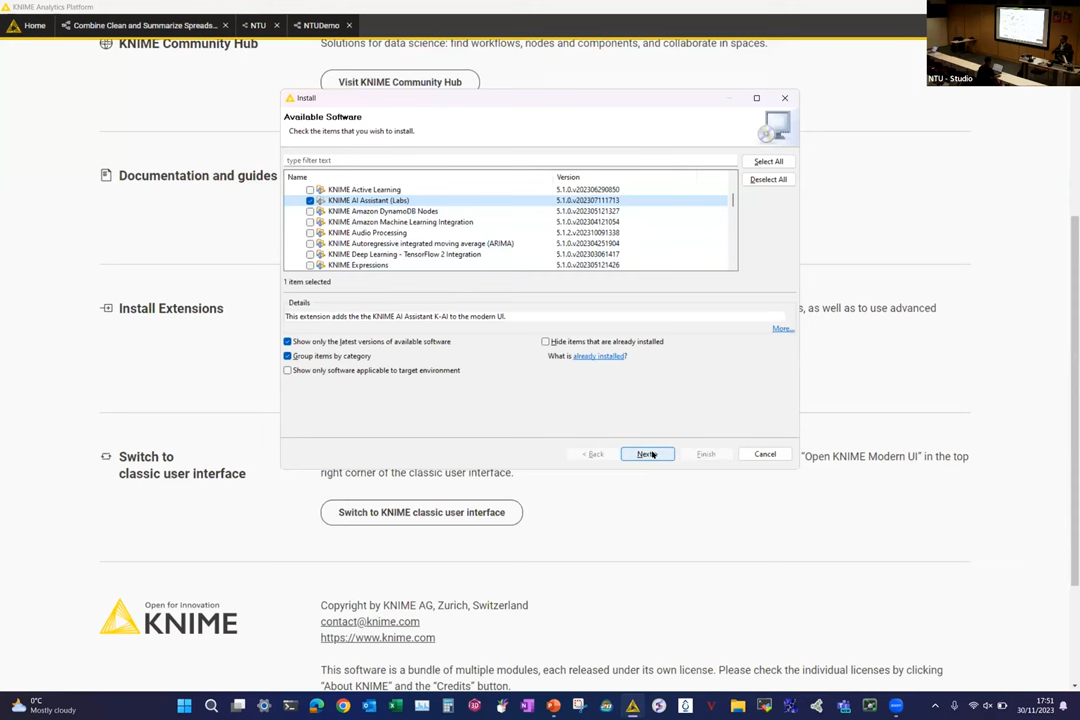 KNIME Analytics Platform
Home
Combine Clean and Summarize Spreads...
NTU
NTUDemo
NTU - Studio
KNIME Community Hub
Solutions for data science: find workflows, nodes and components, and collaborate in spaces.
Visit KNIME Community Hub
Install
Available Software
Check the items that you wish to install.
type filter text
Select All
Deselect All
Name
Version
KNIME Active Learning
5.1.0.v202306290850
KNIME AI Assistant (Labs)
5.1.0.v202307111713
KNIME Amazon DynamoDB Nodes
5.1.0.v202305121327
KNIME Amazon Machine Learning Integration
5.1.0.v202304121054
KNIME Audio Processing
5.1.2.v202310091338
KNIME Autoregressive integrated moving average (ARIMA)
5.1.0.v202304251904
KNIME Deep Learning - TensorFlow 2 Integration
5.1.0.v202303061417
KNIME Expressions
5.1.0.v202305121426
1 item selected
Details
This extension adds the the KNIME AI Assistant K-AI to the modern UI.
More...
Show only the latest versions of available software
Hide items that are already installed
Group items by category
What is already installed?
Show only software applicable to target environment
< Back
Next
Finish
Cancel
Documentation and guides
Install Extensions
s, as well as to use advanced
Switch to
classic user interface
"Open KNIME Modern UI" in the top
right corner of the classic user interface.
Switch to KNIME classic user interface
Open for innovation
KNIME
Copyright by KNIME AG, Zurich, Switzerland
contact@knime.com
https://www.knime.com
This software is a bundle of multiple modules, each released under its own license. Please check the individual licenses by clicking
"About KNIME" and the "Credits" button.
0°C
Mostly cloudy
17:51
30/11/2023